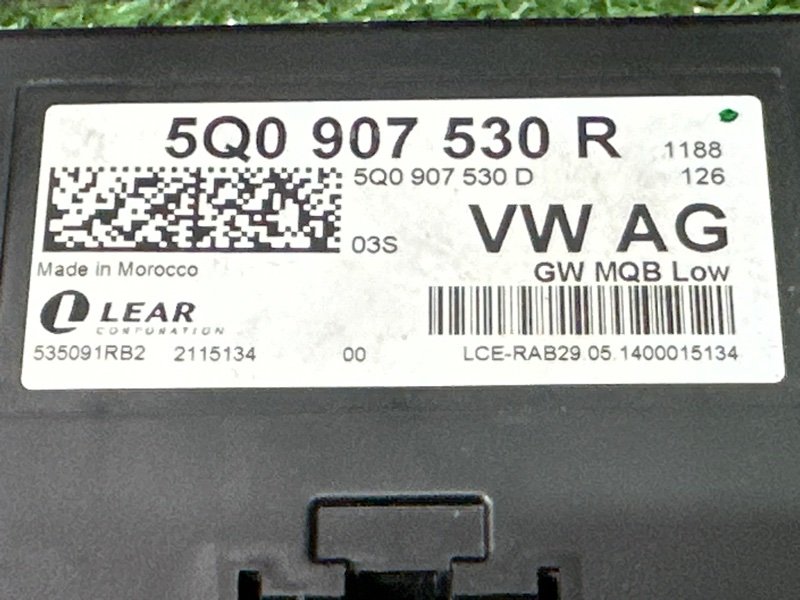 5Q0 907 530 R 1188
5Q0 907 530 D 126
03S VW AG
Made in Morocco GW MQB Low
LEAR
CORPORATION
535091RB2 2115134 00 LCE-RAB29.05.1400015134